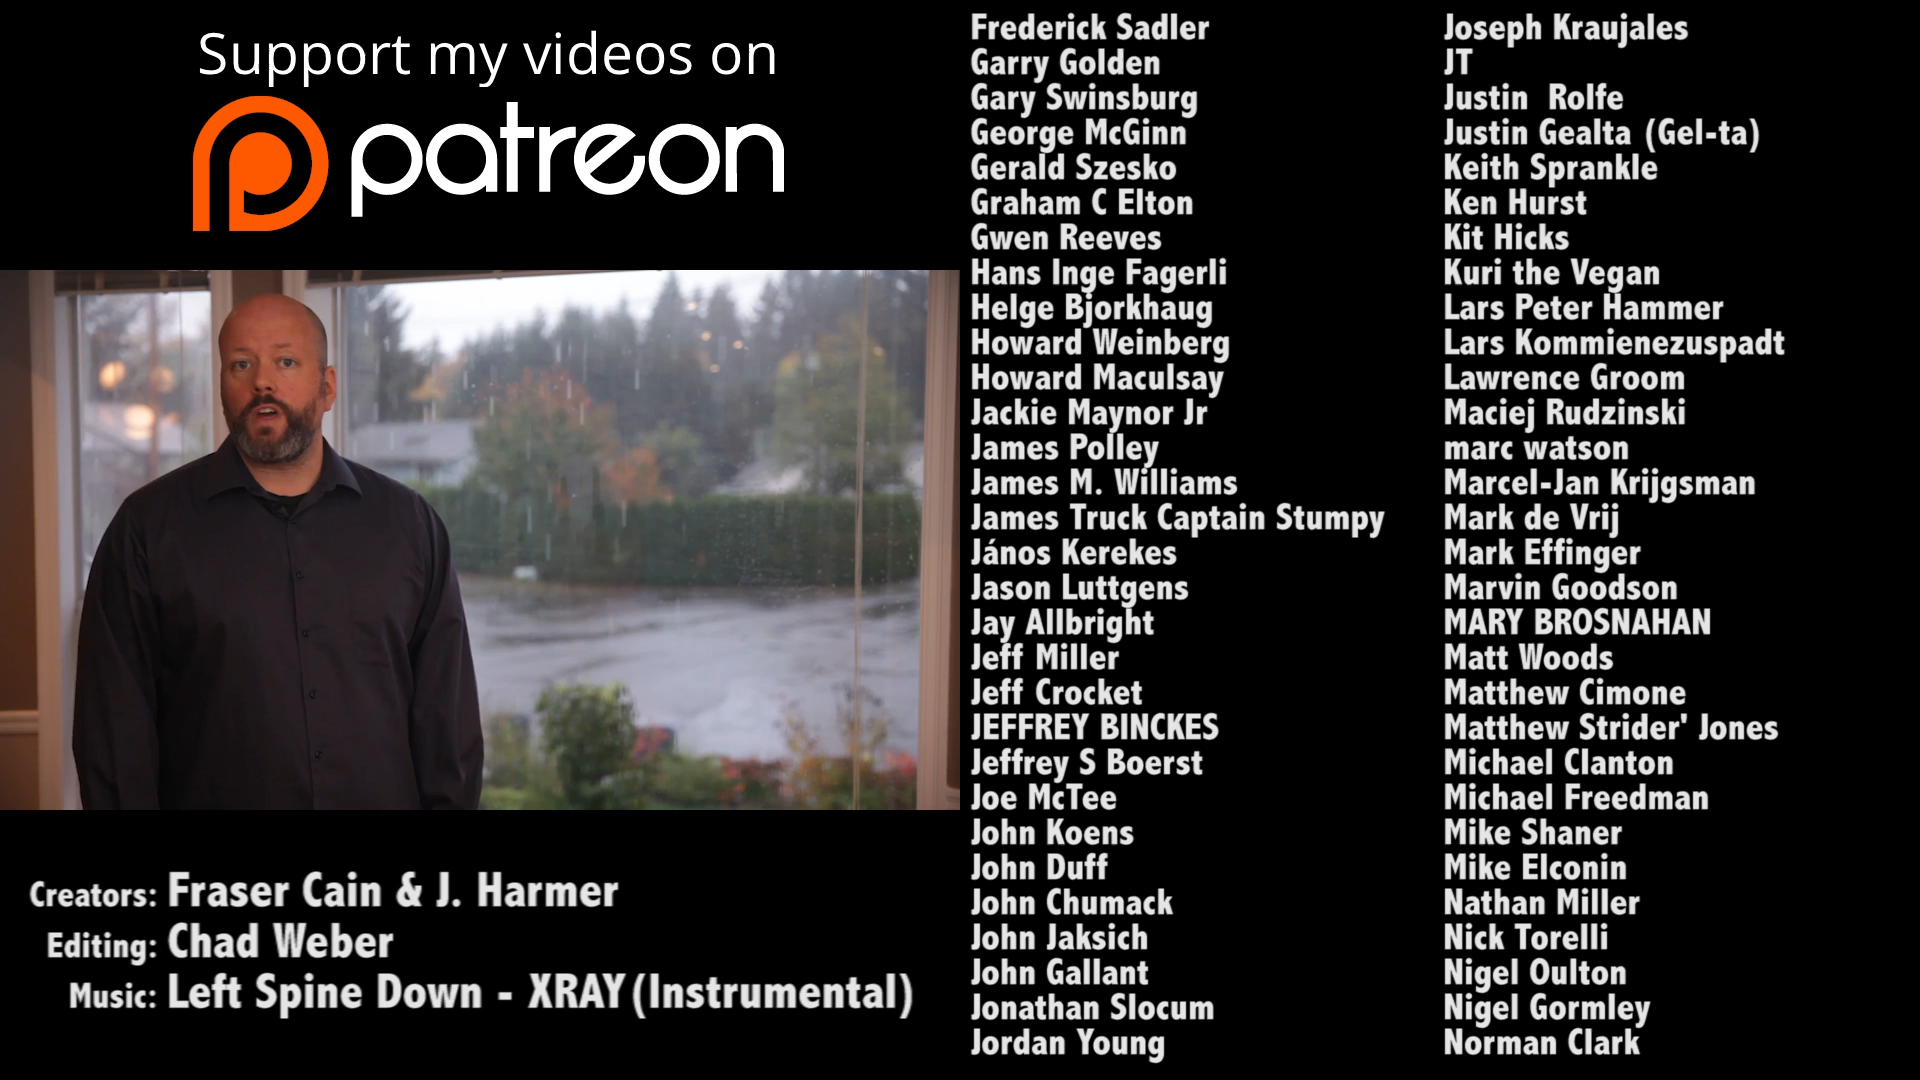 Support my videos on
patreon
Creators: Fraser Cain & J. Harmer
Editing: Chad Weber
Music: Left Spine Down - XRAY (Instrumental)
Frederick Sadler
Garry Golden
Gary Swinsburg
George McGinn
Gerald Szesko
Graham C Elton
Gwen Reeves
Hans Inge Fagerli
Helge Bjorkhaug
Howard Weinberg
Howard Maculsay
Jackie Maynor Jr
James Polley
James M. Williams
James Truck Captain Stumpy
János Kerekes
Jason Luttgens
Jay Allbright
Jeff Miller
Jeff Crocket
JEFFREY BINCKES
Jeffrey S Boerst
Joe McTee
John Koens
John Duff
John Chumack
John Jaksich
John Gallant
Jonathan Slocum
Jordan Young
Joseph Kraujales
JT
Justin  Rolfe
Justin Gealta (Gel-ta)
Keith Sprankle
Ken Hurst
Kit Hicks
Kuri the Vegan
Lars Peter Hammer
Lars Kommienezuspadt
Lawrence Groom
Maciej Rudzinski
marc watson
Marcel-Jan Krijgsman
Mark de Vrij
Mark Effinger
Marvin Goodson
MARY BROSNAHAN
Matt Woods
Matthew Cimone
Matthew Strider' Jones
Michael Clanton
Michael Freedman
Mike Shaner
Mike Elconin
Nathan Miller
Nick Torelli
Nigel Oulton
Nigel Gormley
Norman Clark